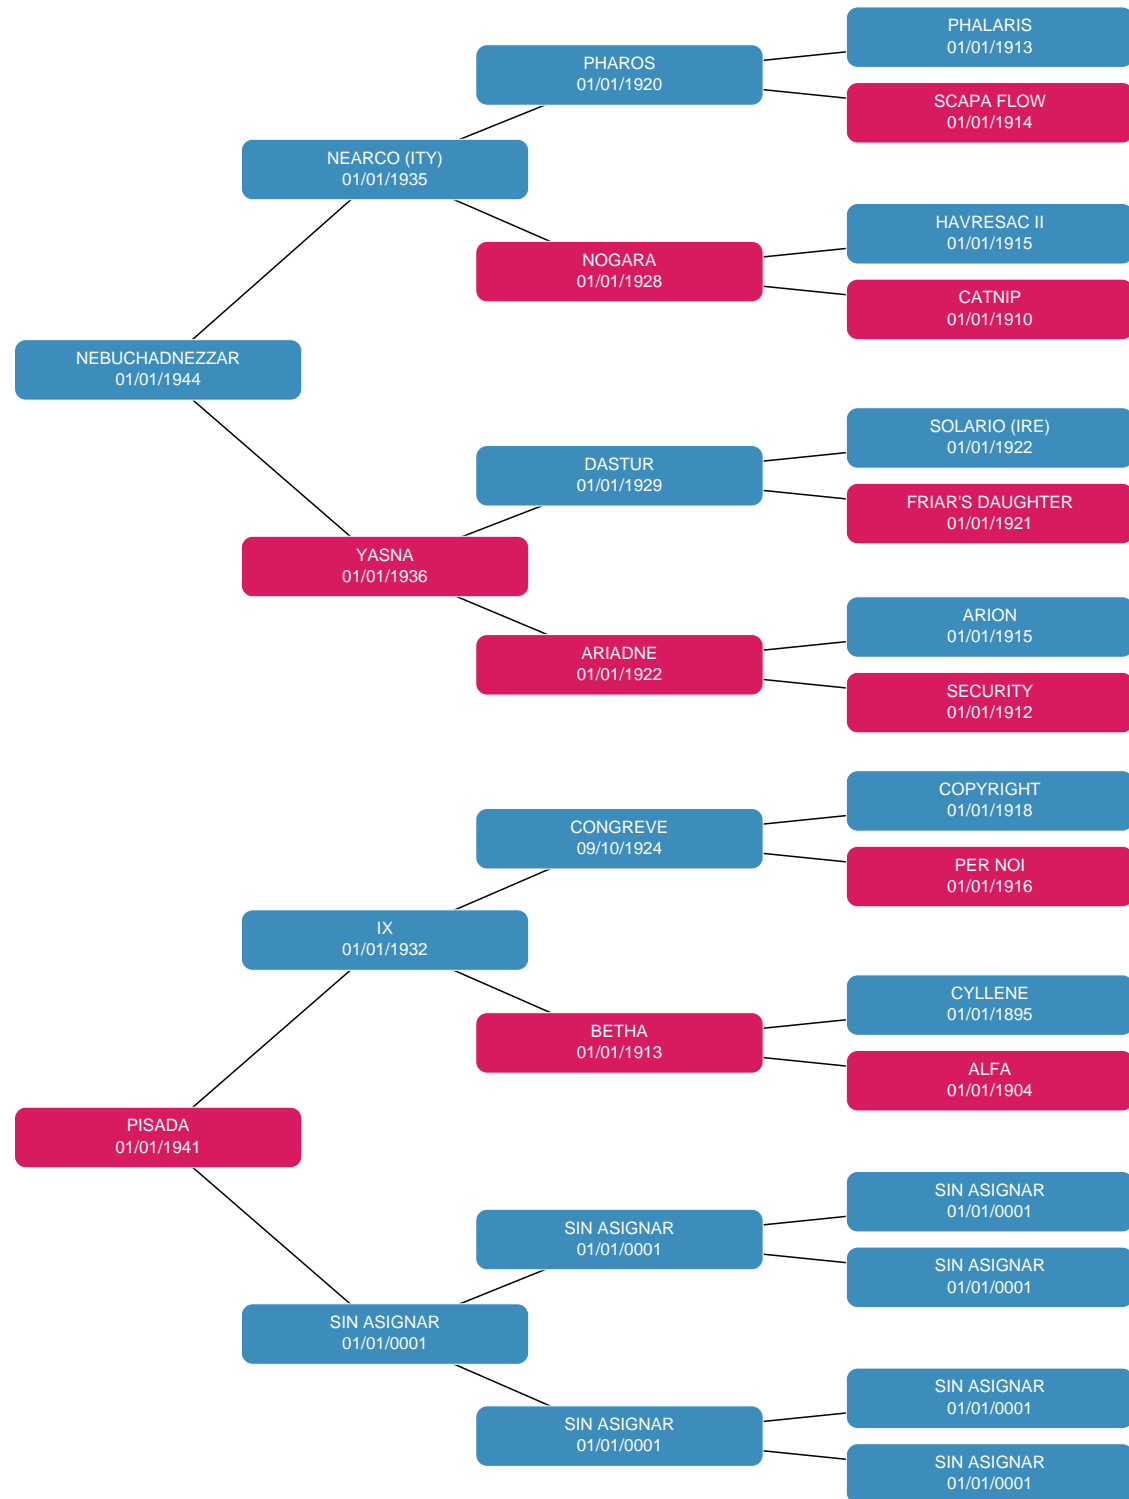 PHALARIS
01/01/1913
PHAROS
01/01/1920
SCAPA FLOW
01/01/1914
NEARCO (ITY)
01/01/1935
HAVRESAC II
01/01/1915
NOGARA
01/01/1928
CATNIP
01/01/1910
NEBUCHADNEZZAR
01/01/1944
SOLARIO (IRE)
01/01/1922
DASTUR
01/01/1929
FRIAR'S DAUGHTER
01/01/1921
YASNA
01/01/1936
ARION
01/01/1915
ARIADNE
01/01/1922
SECURITY
01/01/1912
COPYRIGHT
01/01/1918
CONGREVE
09/10/1924
PER NOI
01/01/1916
IX
01/01/1932
CYLLENE
01/01/1895
BETHA
01/01/1913
ALFA
01/01/1904
PISADA
01/01/1941
SIN ASIGNAR
01/01/0001
SIN ASIGNAR
01/01/0001
SIN ASIGNAR
01/01/0001
SIN ASIGNAR
01/01/0001
SIN ASIGNAR
01/01/0001
SIN ASIGNAR
01/01/0001
SIN ASIGNAR
01/01/0001